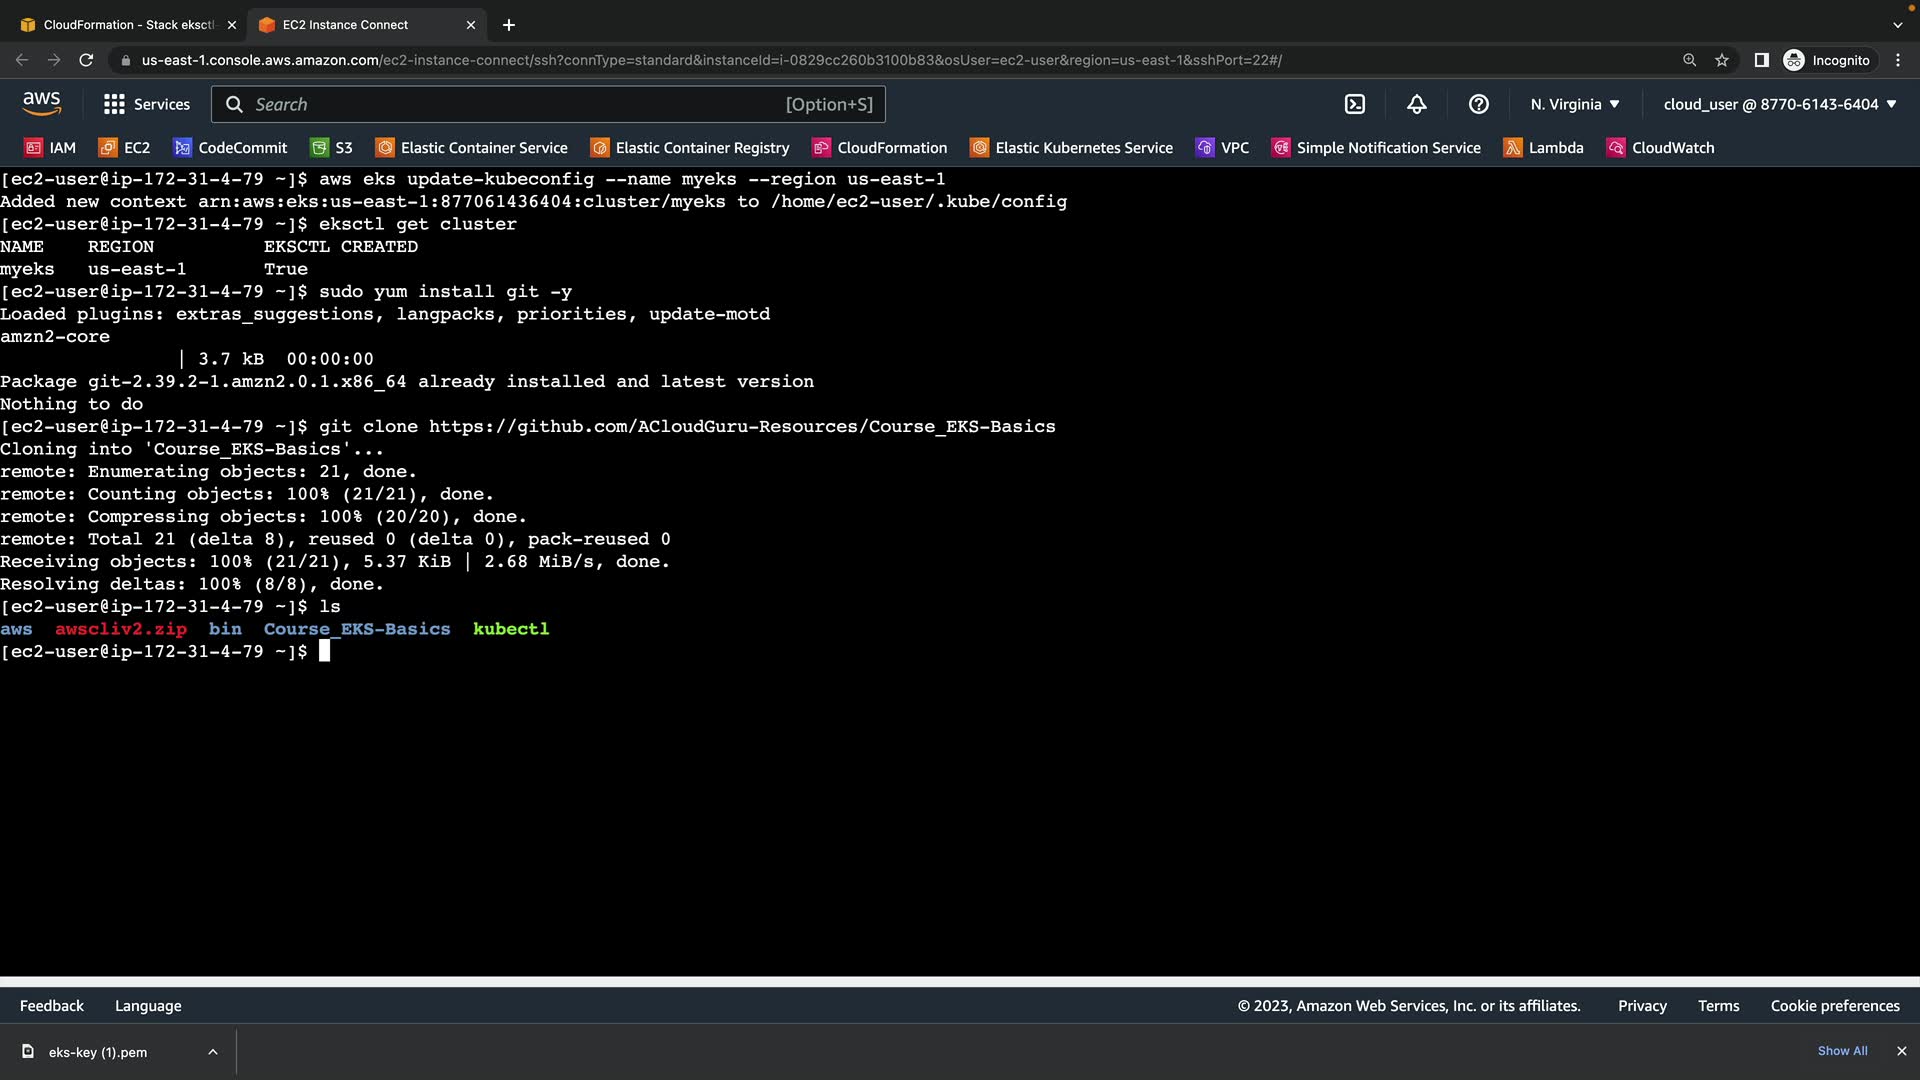 CloudFormation - Stack eksctl
EC2 Instance Connect
us-east-1.console.aws.amazon.com/ec2-instance-connect/ssh?connType=standard&instanceId=i-0829cc260b3100b83&osUser=ec2-user&region=us-east-1&sshPort=22#/
Incognito
aws
Services
Search
[Option+S]
N. Virginia
cloud_user @ 8770-6143-6404
IAM
EC2
CodeCommit
S3
Elastic Container Service
Elastic Container Registry
CloudFormation
Elastic Kubernetes Service
VPC
Simple Notification Service
Lambda
CloudWatch
[ec2-user@ip-172-31-4-79 ~]$ aws eks update-kubeconfig --name myeks --region us-east-1
Added new context arn:aws:eks:us-east-1:877061436404:cluster/myeks to /home/ec2-user/.kube/config
[ec2-user@ip-172-31-4-79 ~]$ eksctl get cluster
NAME    REGION          EKSCTL CREATED
myeks   us-east-1       True
[ec2-user@ip-172-31-4-79 ~]$ sudo yum install git -y
Loaded plugins: extras_suggestions, langpacks, priorities, update-motd
amzn2-core
| 3.7 kB  00:00:00
Package git-2.39.2-1.amzn2.0.1.x86_64 already installed and latest version
Nothing to do
[ec2-user@ip-172-31-4-79 ~]$ git clone https://github.com/ACloudGuru-Resources/Course_EKS-Basics
Cloning into 'Course_EKS-Basics'...
remote: Enumerating objects: 21, done.
remote: Counting objects: 100% (21/21), done.
remote: Compressing objects: 100% (20/20), done.
remote: Total 21 (delta 8), reused 0 (delta 0), pack-reused 0
Receiving objects: 100% (21/21), 5.37 KiB | 2.68 MiB/s, done.
Resolving deltas: 100% (8/8), done.
[ec2-user@ip-172-31-4-79 ~]$ ls
aws  awscliv2.zip  bin  Course_EKS-Basics  kubectl
[ec2-user@ip-172-31-4-79 ~]$
Feedback
Language
© 2023, Amazon Web Services, Inc. or its affiliates.
Privacy
Terms
Cookie preferences
eks-key (1).pem
Show All